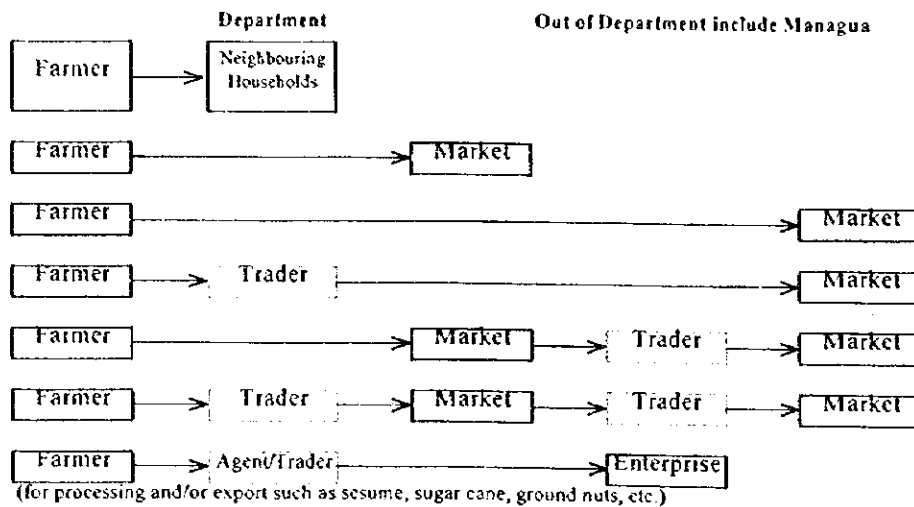 Department Out of Department include Managua
Farmer Neighbouring
Households
Farmer Market
Farmer Market
Farmer Trader Market
Farmer Market Trader Market
Farmer Trader Market Trader Market
Farmer Agent/Trader Enterprise
(for processing and/or export such as sesume, sugar cane, ground nuts, etc.)